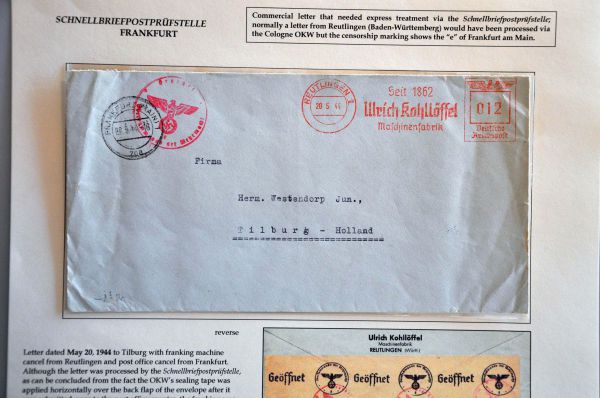 SCHNELLBRIEFPOSTPRÜFSTELLE
FRANKFURT
Commercial letter that needed express treatment via the Schnellbriefpostprüfstelle;
normally a letter from Reutlingen (Baden-Württemberg) would have been processed via
the Cologne OKW but the censorship marking shows the "e" of Frankfurt am Main.
FRANKFURT (MAIN) 1
REUTLINGEN 1
20.5.44
Seit 1862
Ulrich Kohllöffel
Maschinenfabrik
012
Deutsche
Reichspost
Firma
Herm. Westendorp Jun.,
Tilburg - Holland
reverse
Letter dated May 20, 1944 to Tilburg with franking machine
cancel from Reutlingen and post office cancel from Frankfurt.
Although the letter was processed by the Schnellbriefpostprüfstelle,
as can be concluded from the fact the OKW's sealing tape was
applied horizontally over the back flap of the envelope after it
Ulrich Kohllöffel
Maschinenfabrik
REUTLINGEN (Württ.)
Geöffnet
Geöffnet
Geöffnet